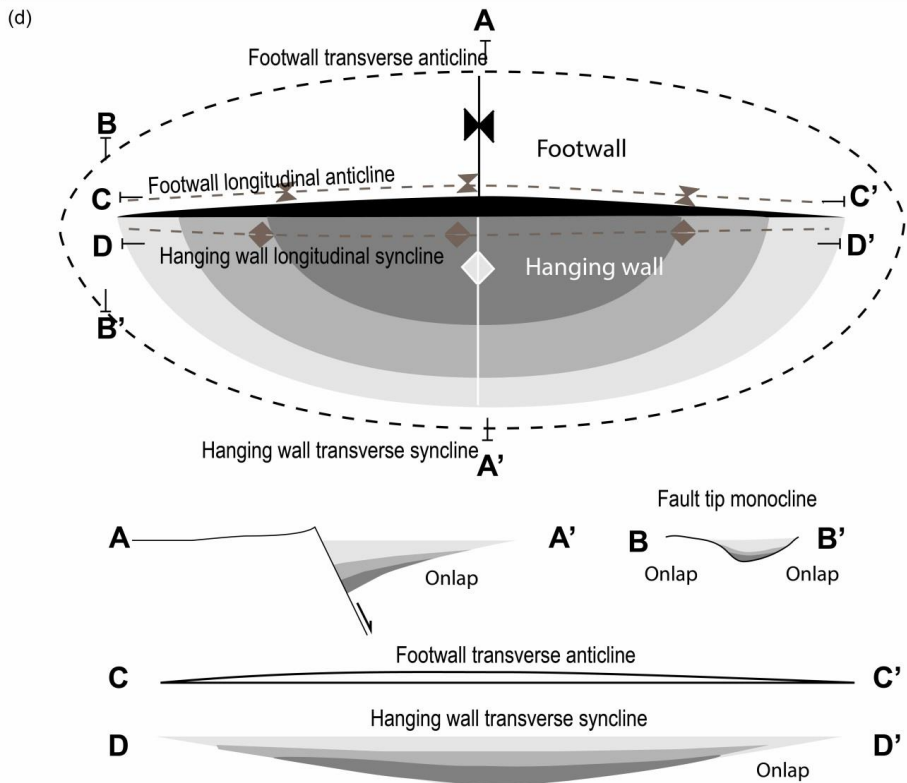 (d)
A
Footwall transverse anticline
B
Footwall
Footwall longitudinal anticline
C
C’
D
D’
Hanging wall longitudinal syncline
Hanging wall
B’
Hanging wall transverse syncline
A’
Fault tip monocline
A
A’
B
B’
Onlap
Onlap
Onlap
Footwall transverse anticline
C
C’
Hanging wall transverse syncline
D
D’
Onlap